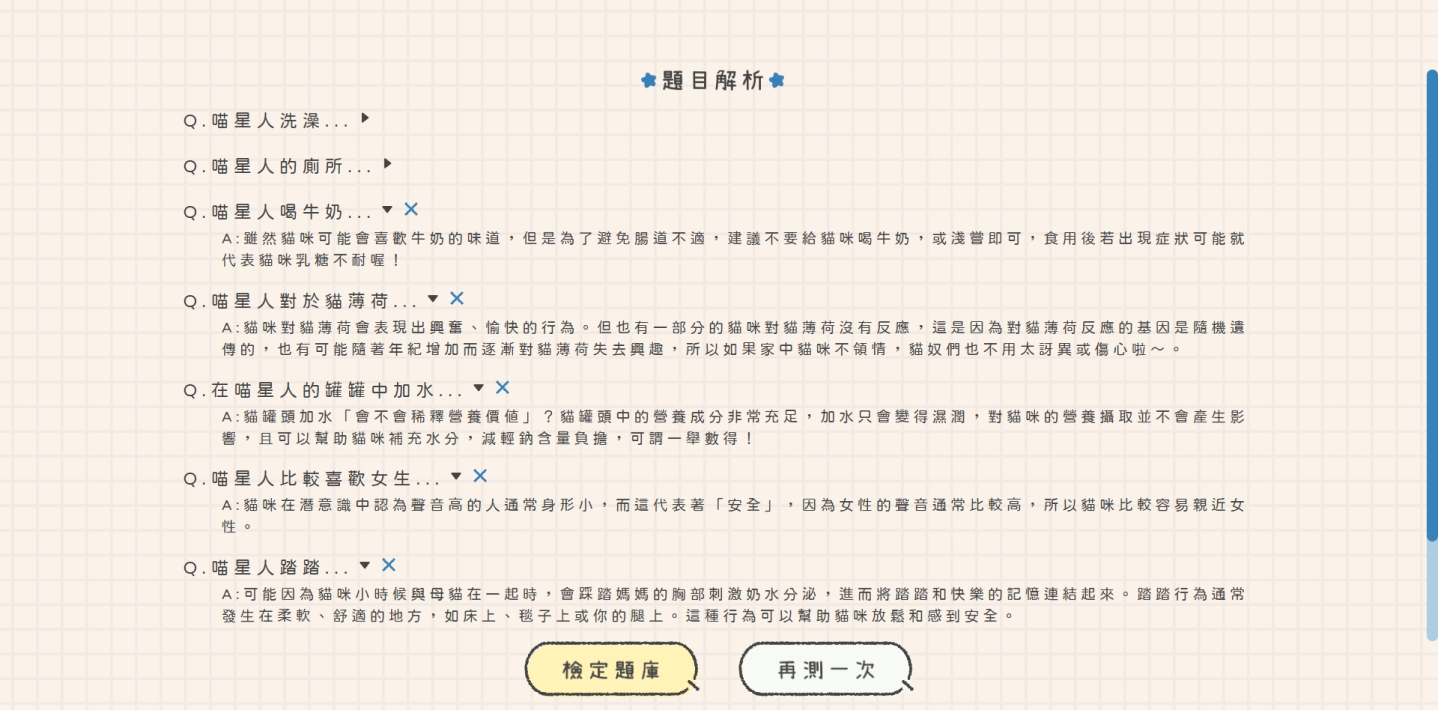 題目解析
Q.喵星人洗澡...
Q.喵星人的廁所...
Q.喵星人喝牛奶...
A:雖然貓咪可能會喜歡牛奶的味道，但是為了避免腸道不適，建議不要給貓咪喝牛奶，或淺嘗即可，食用後若出現症狀可能就
代表貓咪乳糖不耐喔！
Q.喵星人對於貓薄荷...
A:貓咪對貓薄荷會表現出興奮、愉快的行為。但也有一部分的貓咪對貓薄荷沒有反應，這是因為對貓薄荷反應的基因是隨機遺
傳的，也有可能隨著年紀增加而逐漸對貓薄荷失去興趣，所以如果家中貓咪不領情，貓奴們也不用太訝異或傷心啦～。
Q.在喵星人的罐罐中加水...
A:貓罐頭加水「會不會稀釋營養價值」？貓罐頭中的營養成分非常充足，加水只會變得濕潤，對貓咪的營養攝取並不會產生影
響，且可以幫助貓咪補充水分，減輕鈉含量負擔，可謂一舉數得！
Q.喵星人比較喜歡女生...
A:貓咪在潛意識中認為聲音高的人通常身形小，而這代表著「安全」，因為女性的聲音通常比較高，所以貓咪比較容易親近女
性。
Q.喵星人踏踏...
A:可能因為貓咪小時候與母貓在一起時，會踩踏媽媽的胸部刺激奶水分泌，進而將踏踏和快樂的記憶連結起來。踏踏行為通常
發生在柔軟、舒適的地方，如床上、毯子上或你的腿上。這種行為可以幫助貓咪放鬆和感到安全。
檢定題庫
再測一次